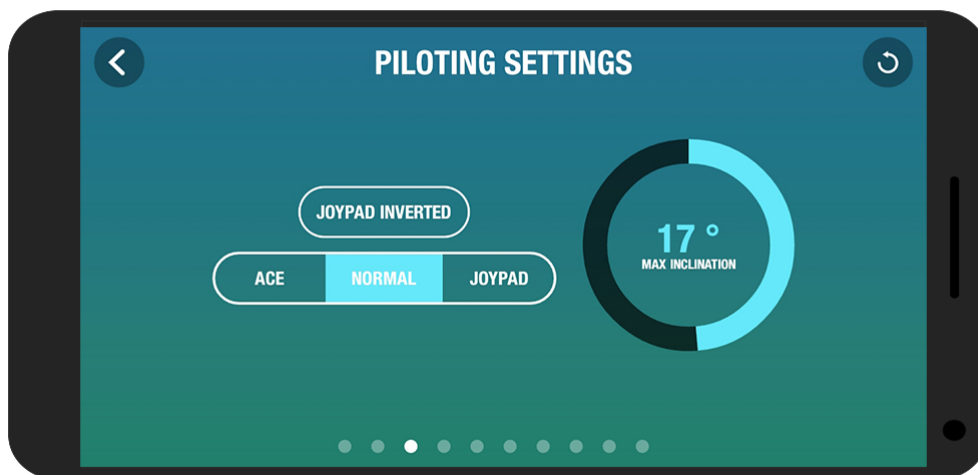 PILOTING SETTINGS
JOYPAD INVERTED
ACE NORMAL JOYPAD
17 °
MAX INCLINATION